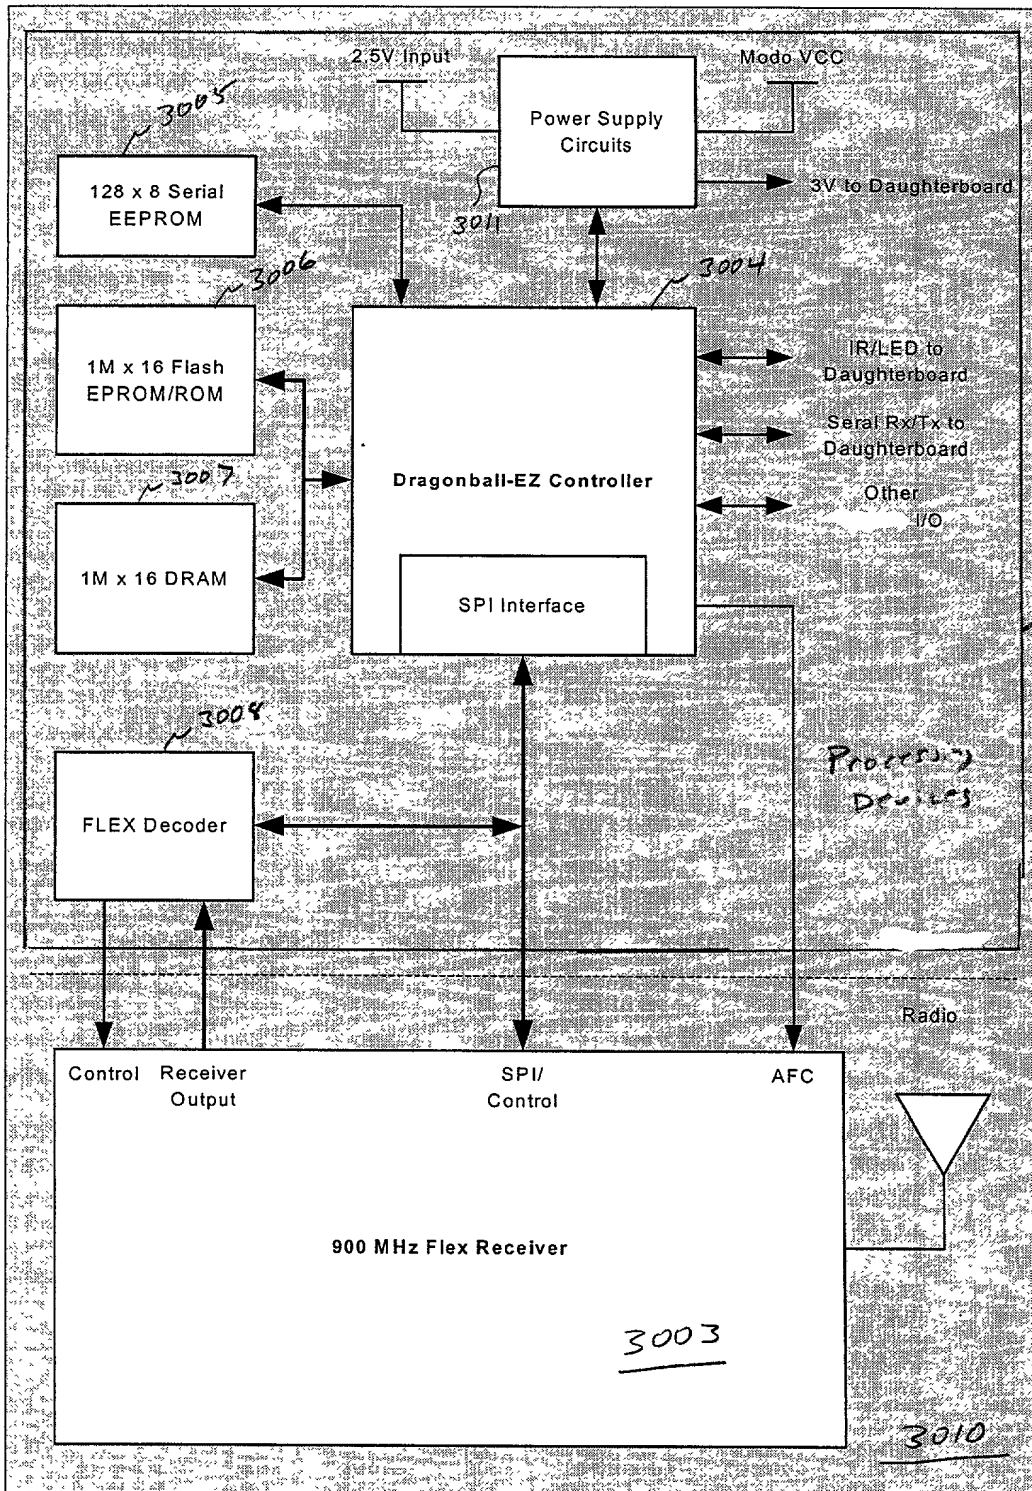 2.5V Input
Modo VCC
3005
Power Supply
Circuits
128 x 8 Serial
EEPROM
3V to Daughterboard
3011
3006
3004
1M x 16 Flash
EPROM/ROM
IR/LED to
Daughterboard
Seral Rx/Tx to
Daughterboard
Dragonball-EZ Controller
3007
Other
I/O
1M x 16 DRAM
SPI Interface
3008
Processing
Devices
FLEX Decoder
Radio
Control
Receiver
Output
SPI/
Control
AFC
900 MHz Flex Receiver
3003
3010